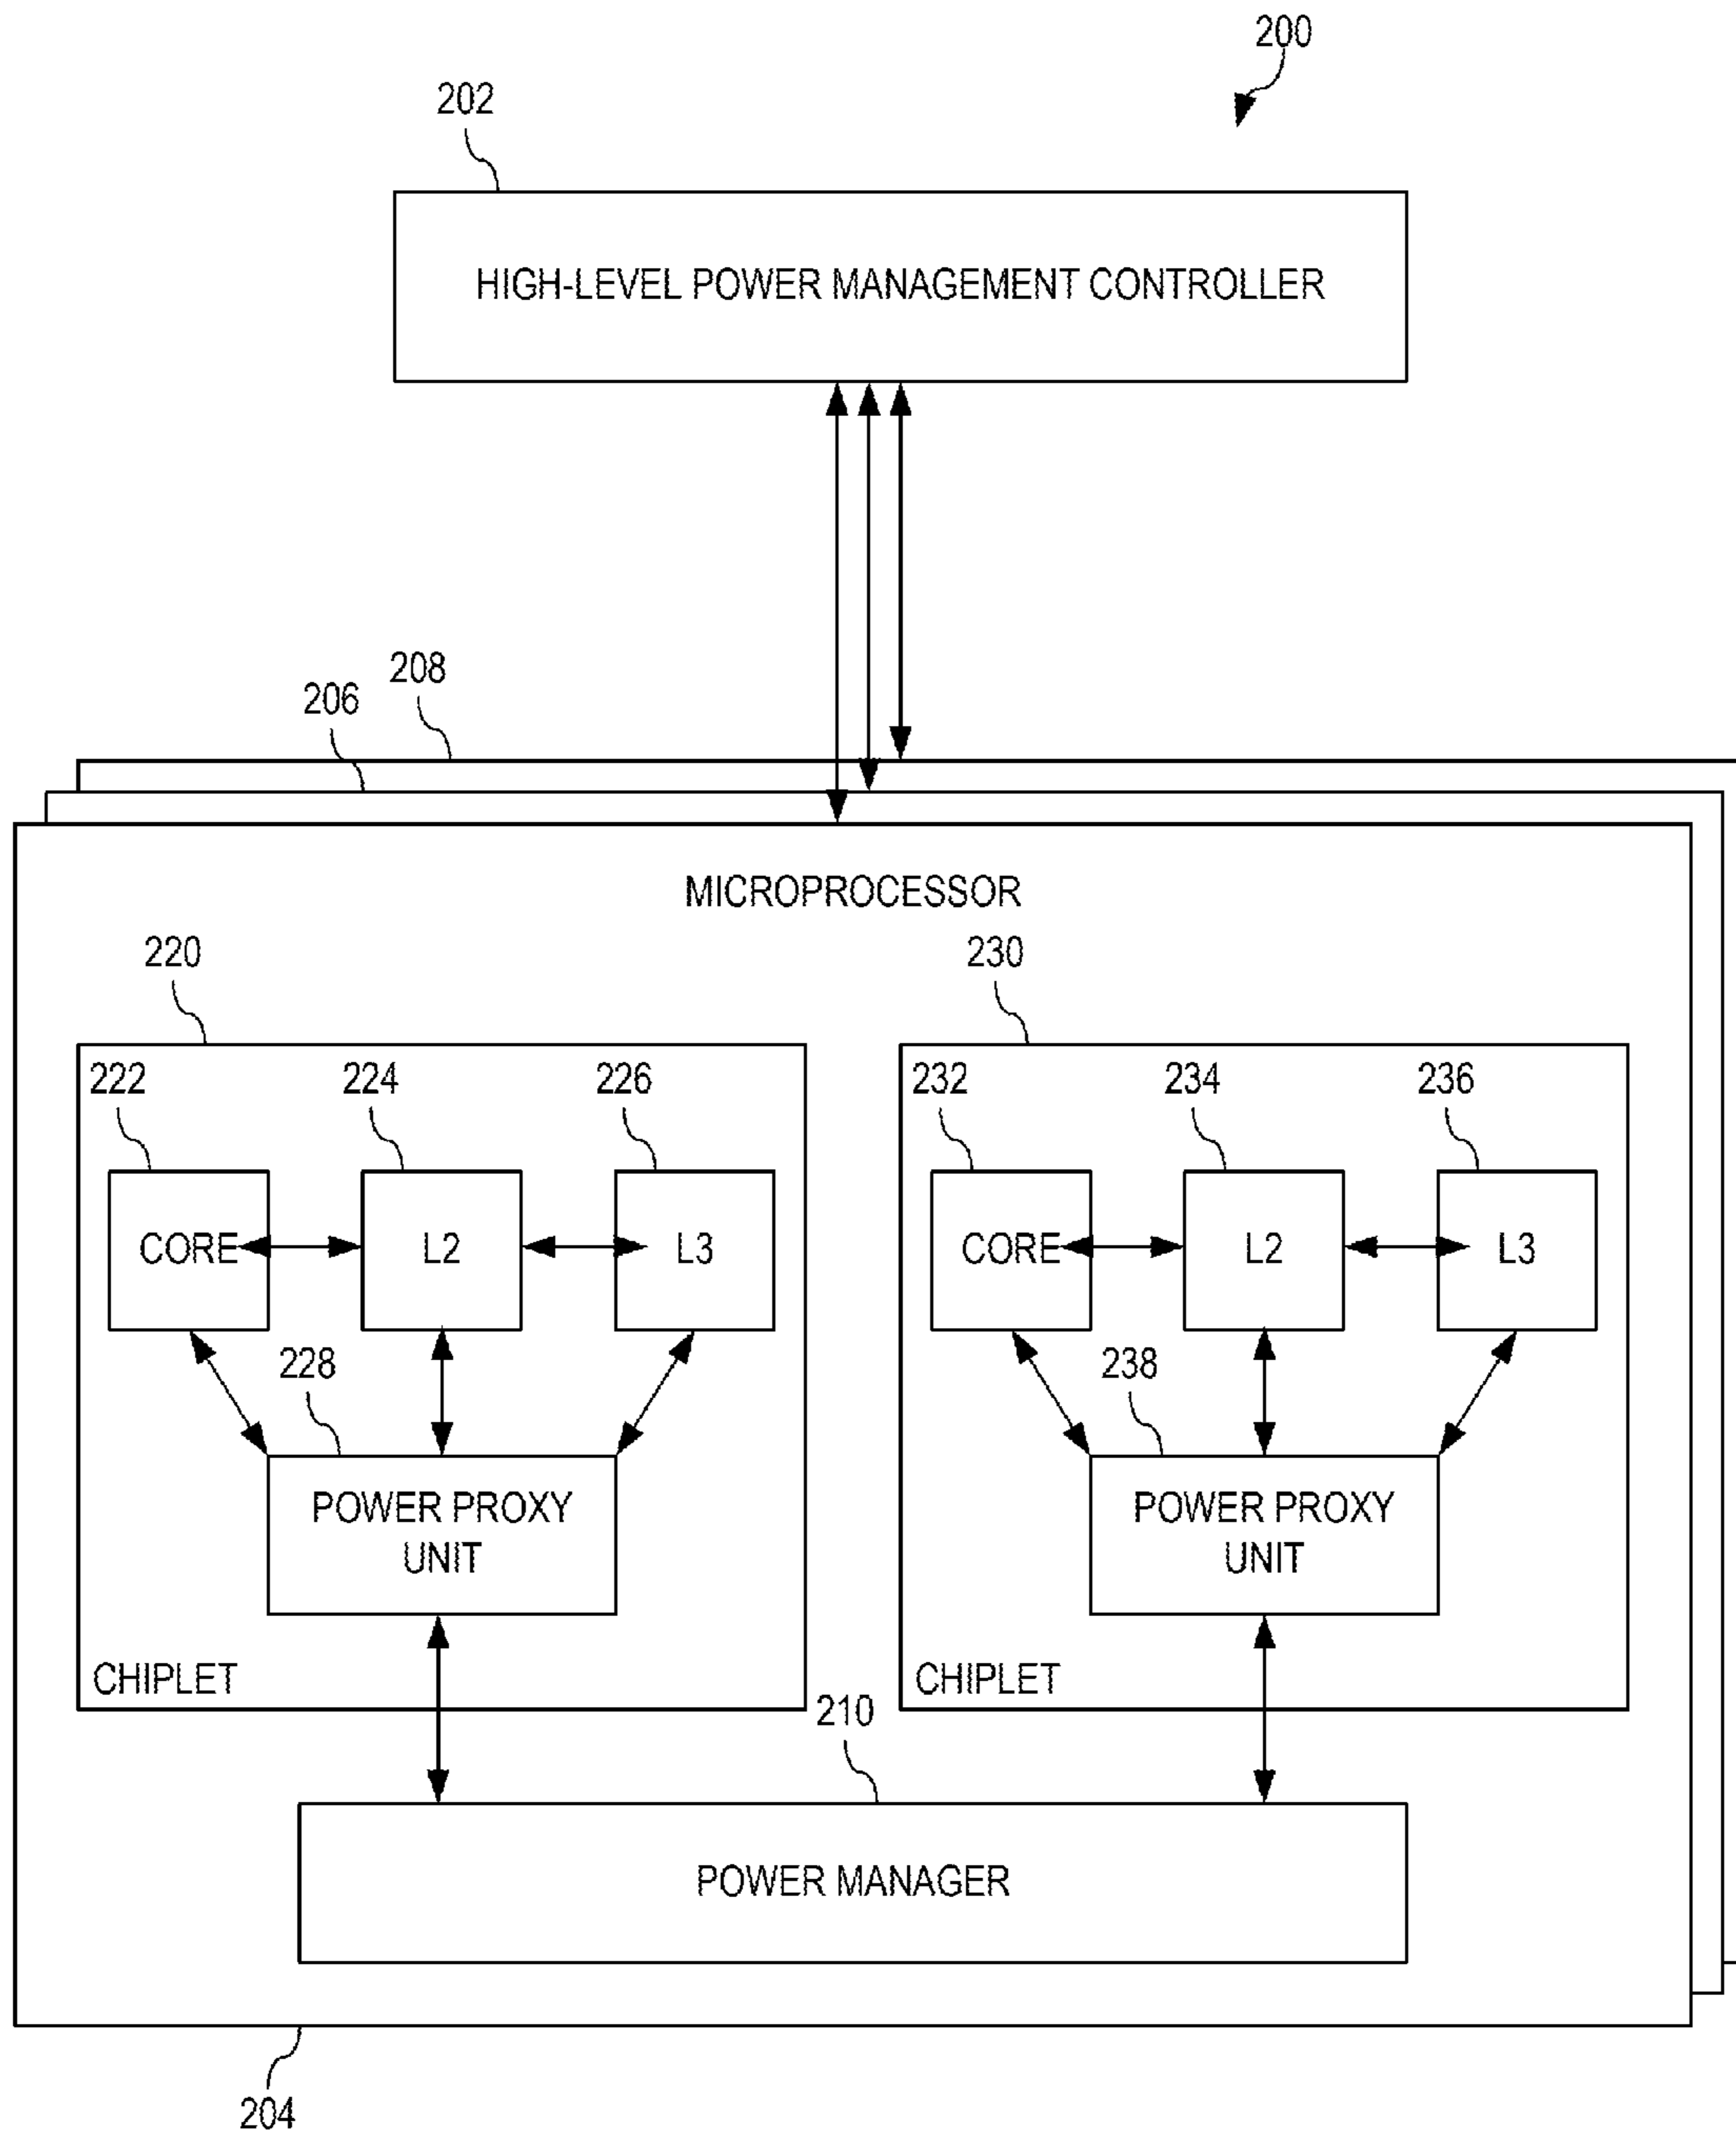 200
202
HIGH-LEVEL POWER MANAGEMENT CONTROLLER
208
206
MICROPROCESSOR
220
230
222
224
226
232
234
236
CORE
L2
L3
CORE
L2
L3
228
238
POWER PROXY
UNIT
POWER PROXY
UNIT
CHIPLET
CHIPLET
210
POWER MANAGER
204